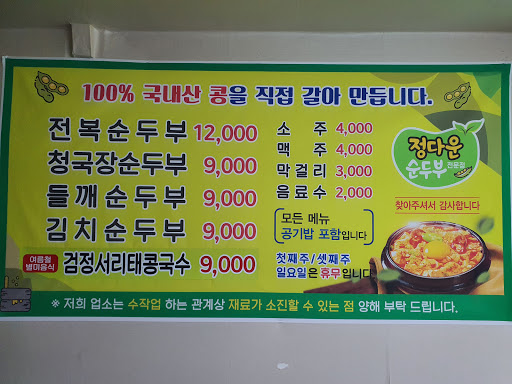 100% 국내산 콩을 직접 갈아 만듭니다.
전복순두부 12,000
청국장순두부 9,000
들깨순두부 9,000
김치순두부 9,000
여름철
별미음식
검정서리태콩국수 9,000
소 주 4,000
맥 주 4,000
막걸리 3,000
음료수 2,000
모든 메뉴
공기밥 포함입니다
첫째주/셋째주
일요일은 휴무입니다
정다운
순두부 전문점
찾아주셔서 감사합니다
※ 저희 업소는 수작업 하는 관계상 재료가 소진할 수 있는 점 양해 부탁 드립니다.